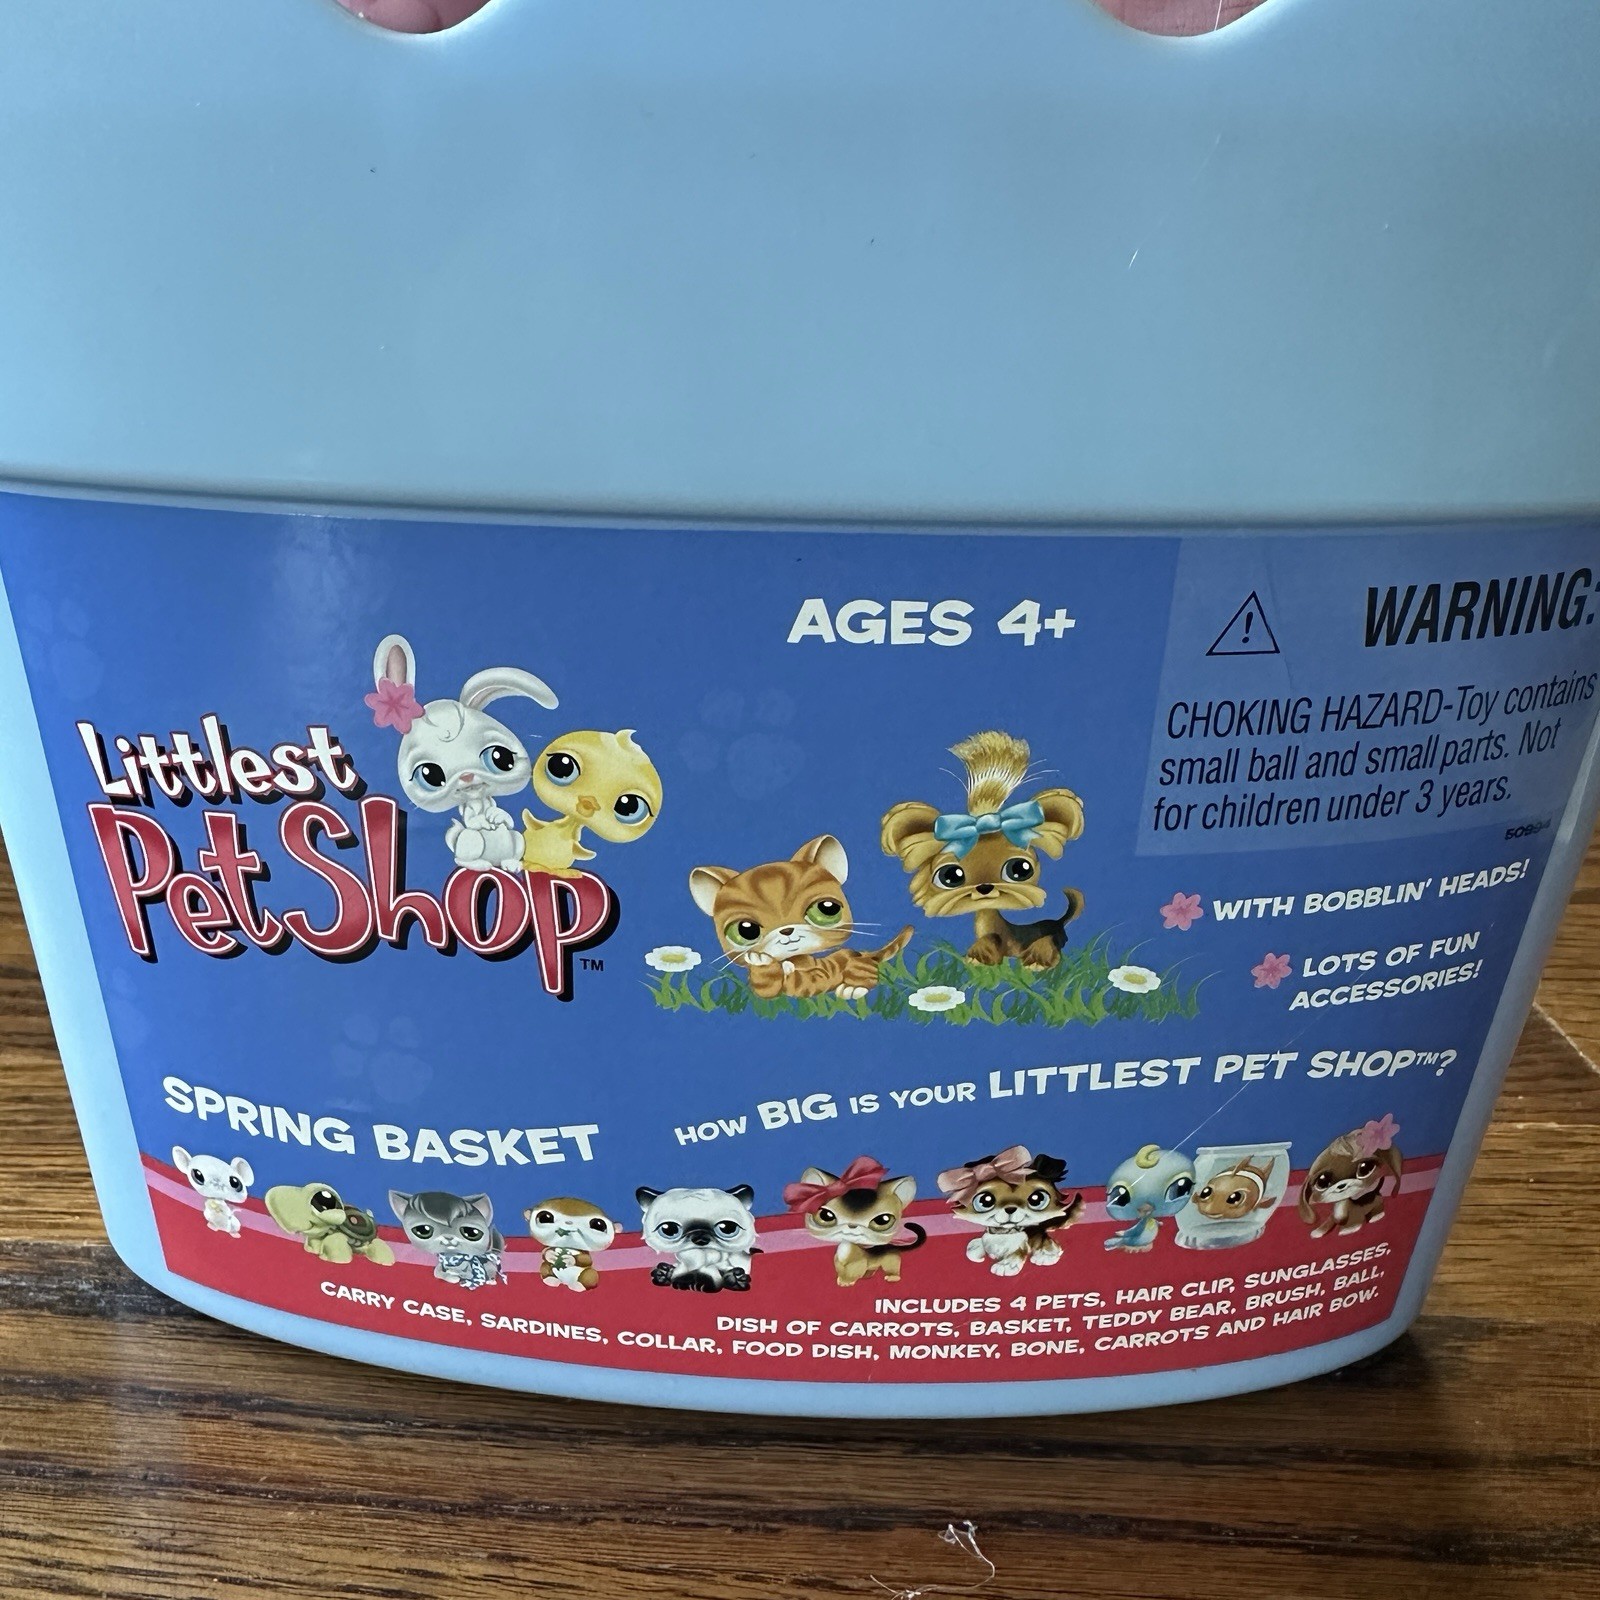 AGES 4+
WARNING:
CHOKING HAZARD-Toy contains
small ball and small parts. Not
for children under 3 years.
Littlest
Pet Shop™
WITH BOBBLIN' HEADS!
LOTS OF FUN
ACCESSORIES!
SPRING BASKET
HOW BIG IS YOUR LITTLEST PET SHOP™?
INCLUDES 4 PETS, HAIR CLIP, SUNGLASSES,
DISH OF CARROTS, BASKET, TEDDY BEAR, BRUSH, BALL,
CARRY CASE, SARDINES, COLLAR, FOOD DISH, MONKEY, BONE, CARROTS AND HAIR BOW.